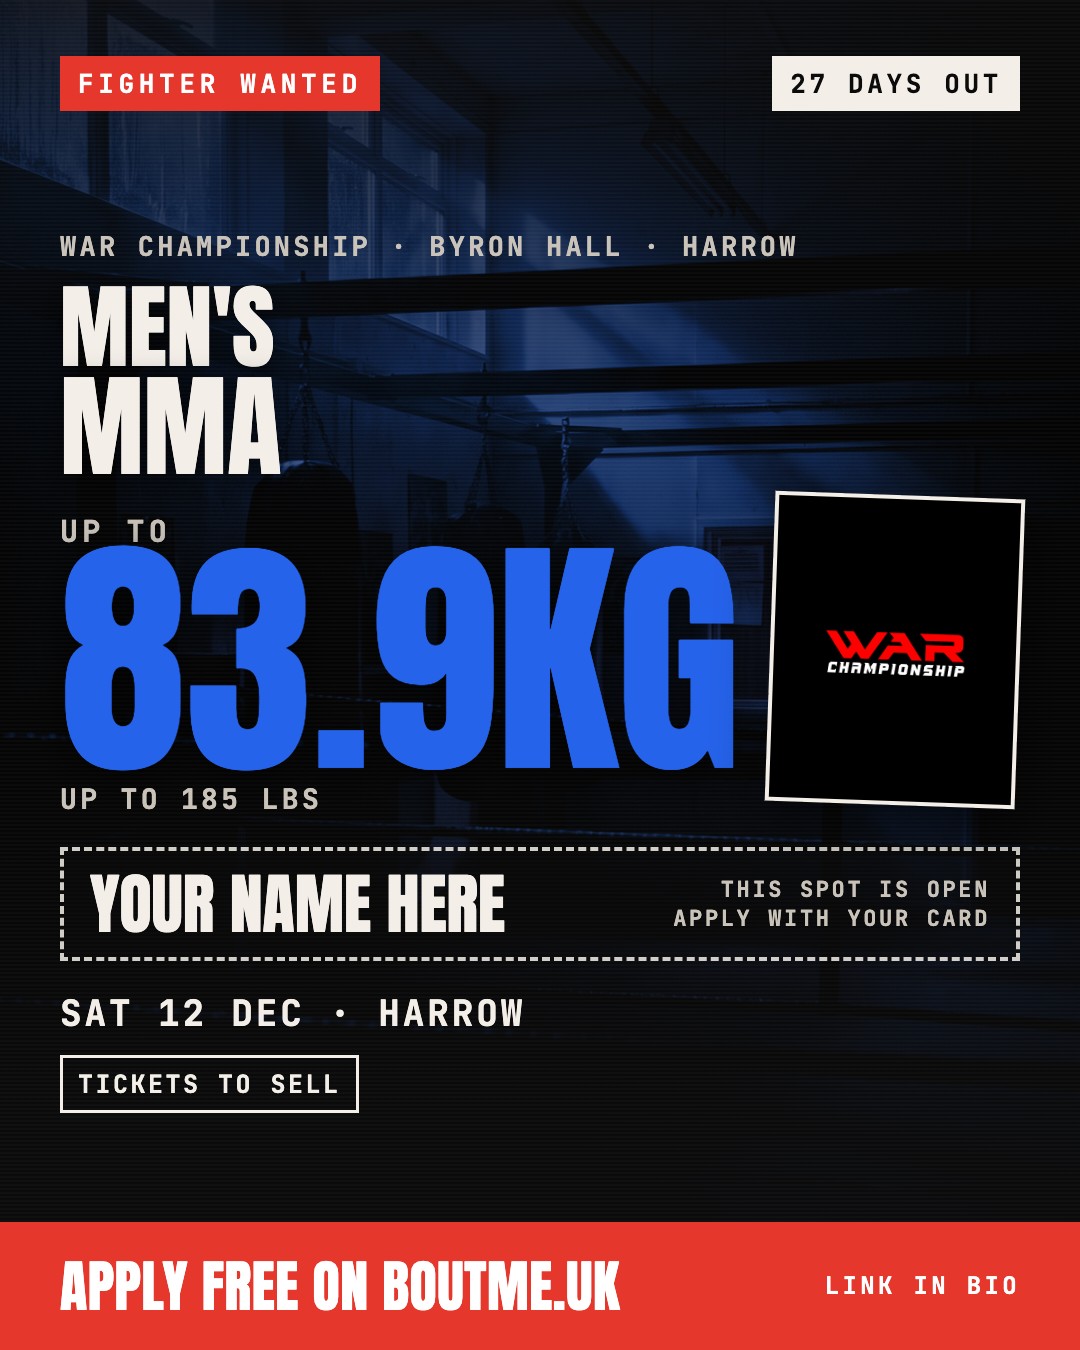 FIGHTER WANTED
27 DAYS OUT
WAR CHAMPIONSHIP · BYRON HALL · HARROW
MEN'S
MMA
UP TO
83.9KG
WAR
CHAMPIONSHIP
UP TO 185 LBS
YOUR NAME HERE
THIS SPOT IS OPEN
APPLY WITH YOUR CARD
SAT 12 DEC · HARROW
TICKETS TO SELL
APPLY FREE ON BOUTME.UK
LINK IN BIO